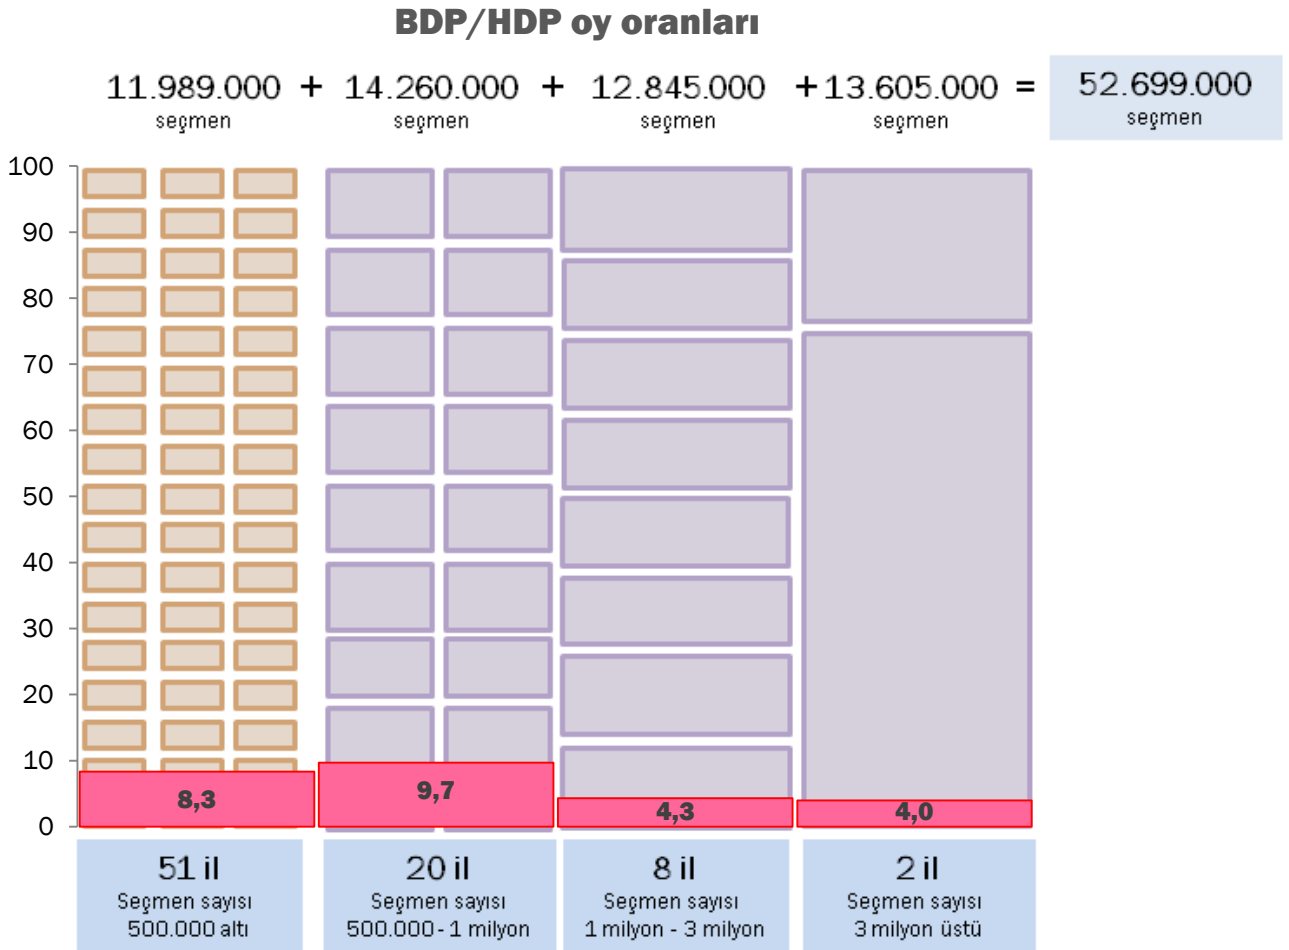 BDP/HDP oy oranları
11.989.000 + 14.260.000 + 12.845.000 + 13.605.000 = 52.699.000
seçmen seçmen seçmen seçmen seçmen
100
90
80
70
60
50
40
30
20
10
0
8,3 9,7 4,3 4,0
51 il 20 il 8 il 2 il
Seçmen sayısı Seçmen sayısı Seçmen sayısı Seçmen sayısı
500.000 altı 500.000 - 1 milyon 1 milyon - 3 milyon 3 milyon üstü